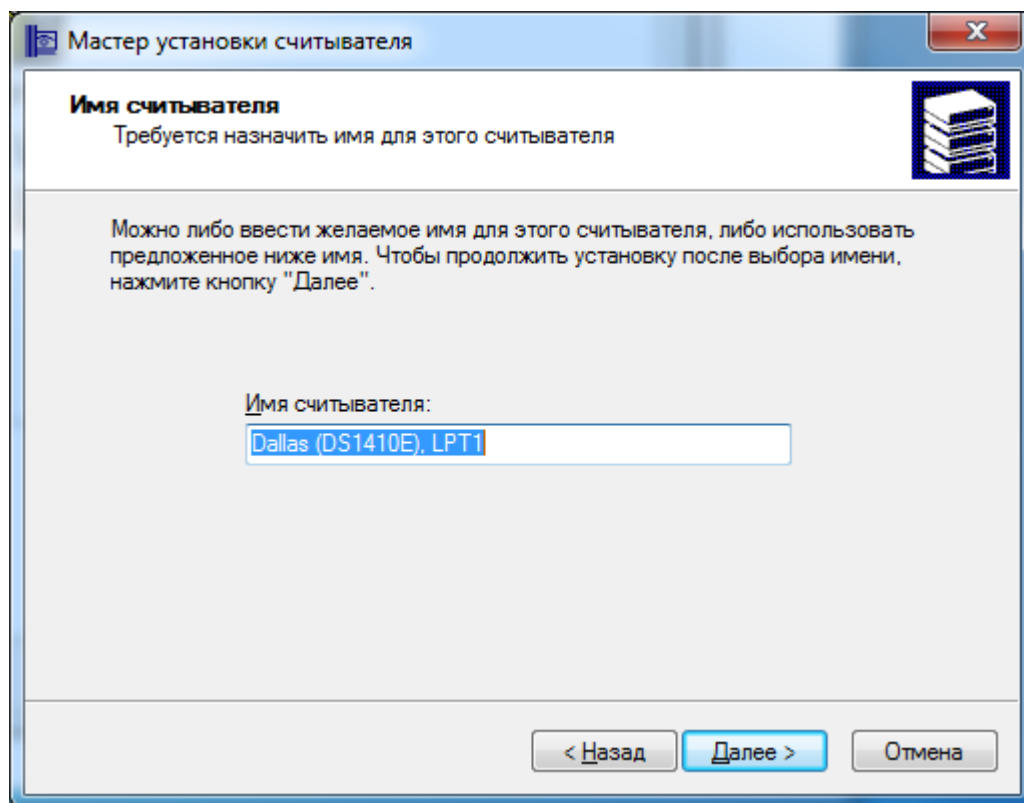 Мастер установки считывателя
Имя считывателя
Требуется назначить имя для этого считывателя
Можно либо ввести желаемое имя для этого считывателя, либо использовать
предложенное ниже имя. Чтобы продолжить установку после выбора имени,
нажмите кнопку "Далее".
Имя считывателя:
Dallas (DS1410E), LPT1
< Назад Далее > Отмена